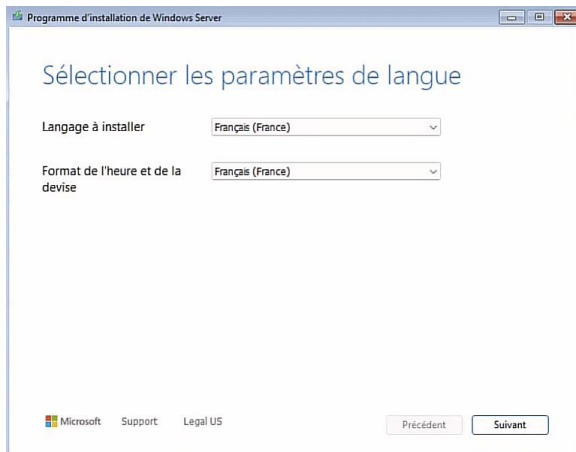 Programme d'installation de Windows Server
Sélectionner les paramètres de langue
Langage à installer
Français (France)
Format de l'heure et de la
devise
Français (France)
Microsoft
Support
Legal US
Précédent
Suivant